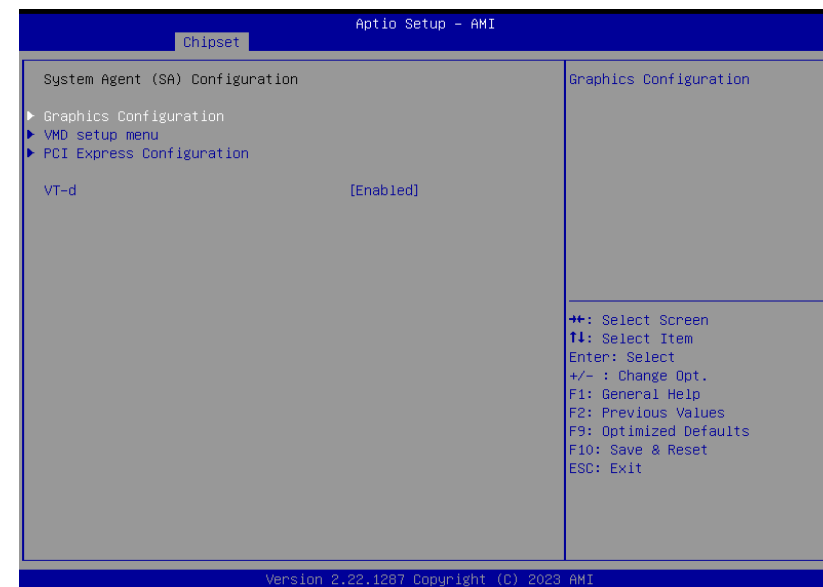 Aptio Setup – AMI
Chipset
System Agent (SA) Configuration
Graphics Configuration
VMD setup menu
PCI Express Configuration
VT-d [Enabled]
Graphics Configuration
→←: Select Screen
↑↓: Select Item
Enter: Select
+/- : Change Opt.
F1: General Help
F2: Previous Values
F9: Optimized Defaults
F10: Save & Reset
ESC: Exit
Version 2.22.1287 Copyright (C) 2023 AMI